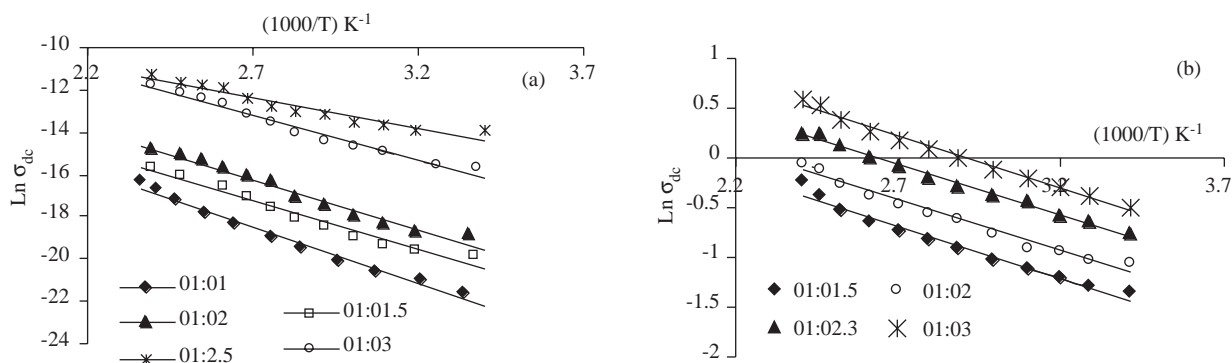 (1000/T) K-1
-10
2.2 2.7 3.2 3.7
(a)
-12
-14
-16
-18
-20
-22
-24
Ln σdc
01:01
01:02 01:01.5
01:2.5 01:03
1
(b)
0.5
(1000/T) K-1
0
2.2 2.7 3.2 3.7
-0.5
-1
-1.5
-2
Ln σdc
01:01.5 01:02
01:02.3 01:03